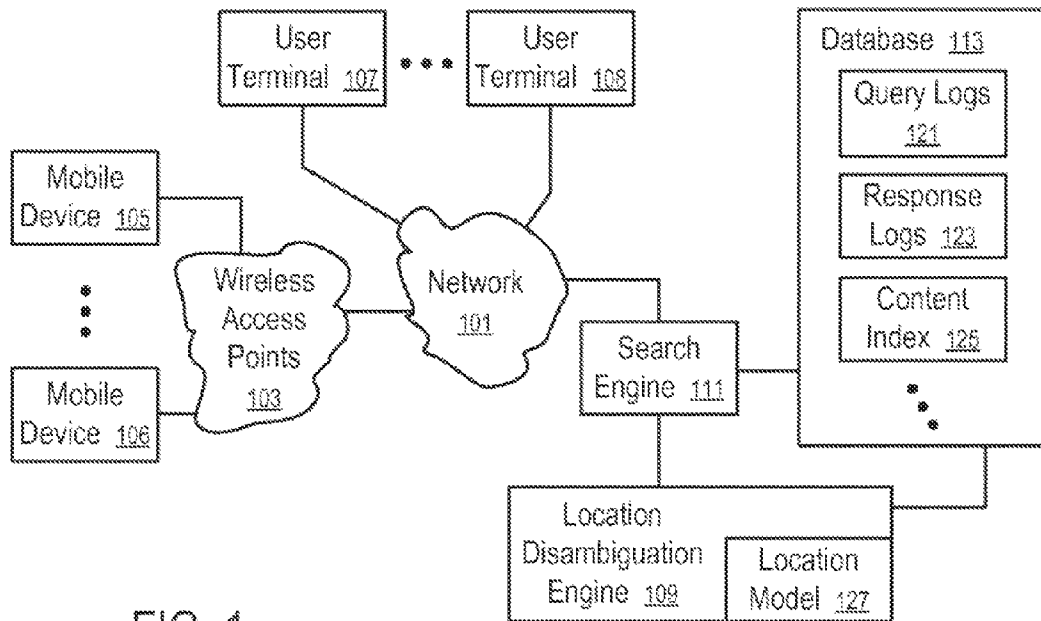 User
Terminal 107
User
Terminal 108
Database 113
Query Logs
121
Response
Logs 123
Content
Index 125
Mobile
Device 105
Wireless
Access
Points
103
Mobile
Device 106
Network
101
Search
Engine 111
Location
Disambiguation
Engine 109
Location
Model 127
FIG. 1